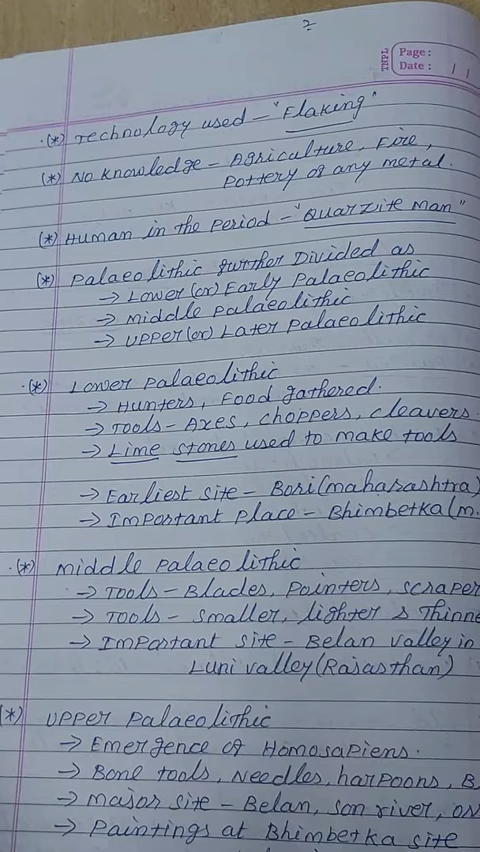 2
TNPL
Page:
Date: 1 1
(*) Technology used - "Flaking"
(*) No knowledge - Agriculture, Fire,
Pottery of any metal.
(*) Human in the period - "Quarzite man"
(*) Palaeolithic further Divided as
→ Lower (or) Early Palaeolithic
→ Middle Palaeolithic
→ Upper (or) Later Palaeolithic
(*) Lower Palaeolithic
→ Hunters, Food gathered.
→ Tools - Axes, choppers, cleavers
→ Lime stones used to make tools
→ Earliest site - Bori (maharashtra)
→ Important Place - Bhimbetka (m.
(*) Middle Palaeolithic
→ Tools - Blades, Pointers, scraper
→ Tools - Smaller, lighter & Thinne
→ Important site - Belan valley in
Luni valley (Rajasthan)
(*) Upper Palaeolithic
→ Emergence of Homosapiens.
→ Bone tools, Needles, harpoons, B
→ Major site - Belan, Son river,
→ Paintings at Bhimbetka site